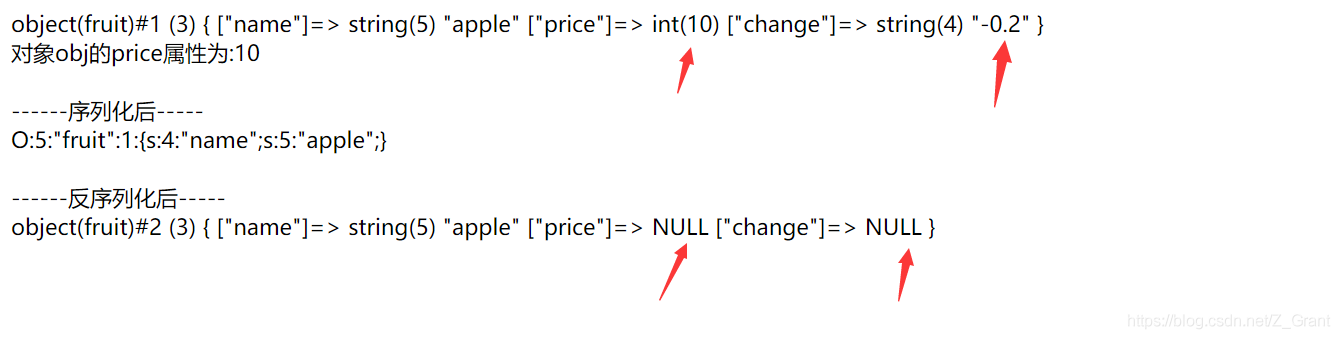 object(fruit)#1 (3) { ["name"]=> string(5) "apple" ["price"]=> int(10) ["change"]=> string(4) "-0.2" }
对象obj的price属性为:10
------序列化后-----
O:5:"fruit":1:{s:4:"name";s:5:"apple";}
------反序列化后-----
object(fruit)#2 (3) { ["name"]=> string(5) "apple" ["price"]=> NULL ["change"]=> NULL }
https://blog.csdn.net/Z_Grant